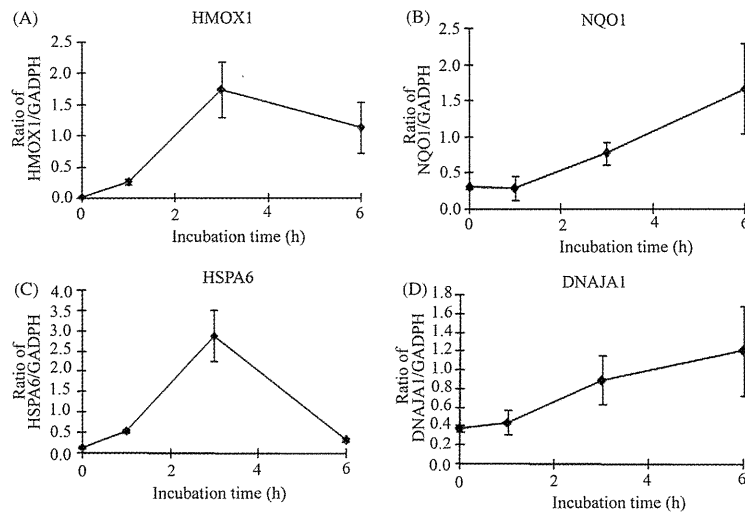 (A)
HMOX1
Ratio of
HMOX1/GADPH
2.5
2.0
1.5
1.0
0.5
0.0
0
2
4
6
Incubation time (h)
(B)
NQO1
Ratio of
NQO1/GADPH
2.5
2.0
1.5
1.0
0.5
0.0
0
2
4
6
Incubation time (h)
(C)
HSPA6
Ratio of
HSPA6/GADPH
4.0
3.5
3.0
2.5
2.0
1.5
1.0
0.5
0.0
0
2
4
6
Incubation time (h)
(D)
DNAJA1
Ratio of
DNAJA1/GADPH
1.8
1.6
1.4
1.2
1.0
0.8
0.6
0.4
0.2
0.0
0
2
4
6
Incubation time (h)